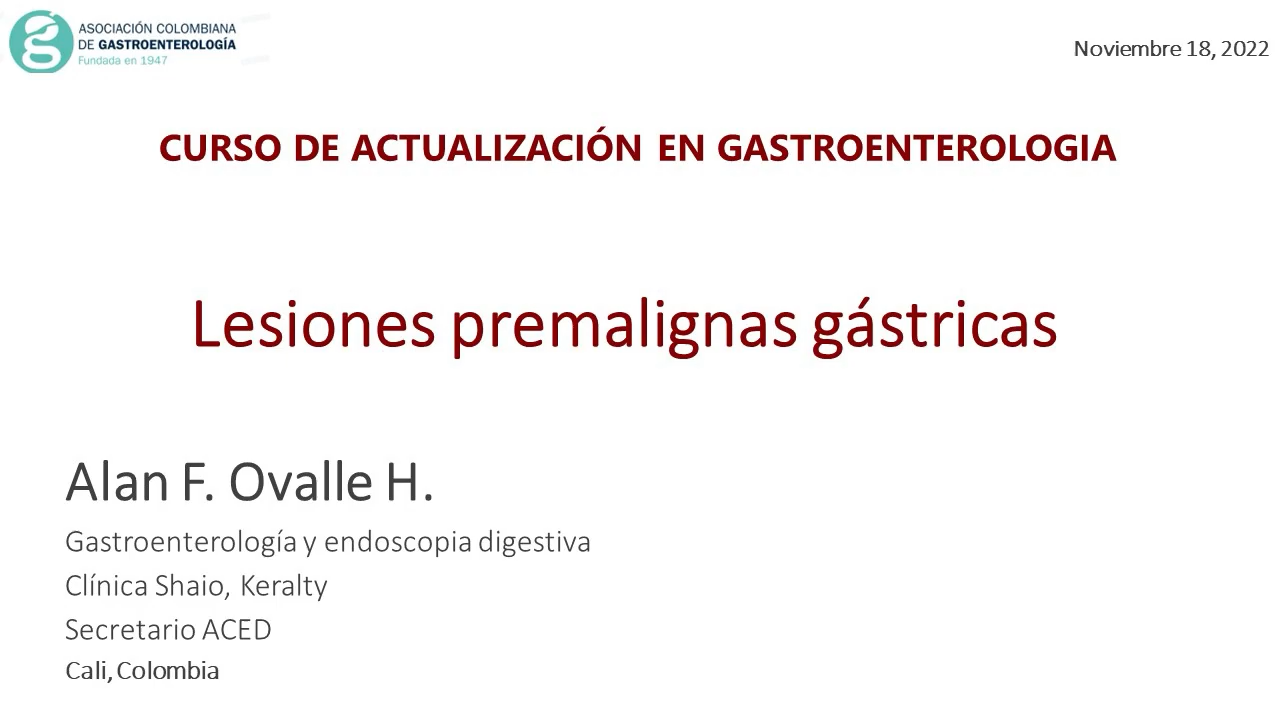 ASOCIACIÓN COLOMBIANA
DE GASTROENTEROLOGÍA
Fundada en 1947
Noviembre 18, 2022
CURSO DE ACTUALIZACIÓN EN GASTROENTEROLOGIA
Lesiones premalignas gástricas
Alan F. Ovalle H.
Gastroenterología y endoscopia digestiva
Clínica Shaio, Keralty
Secretario ACED
Cali, Colombia